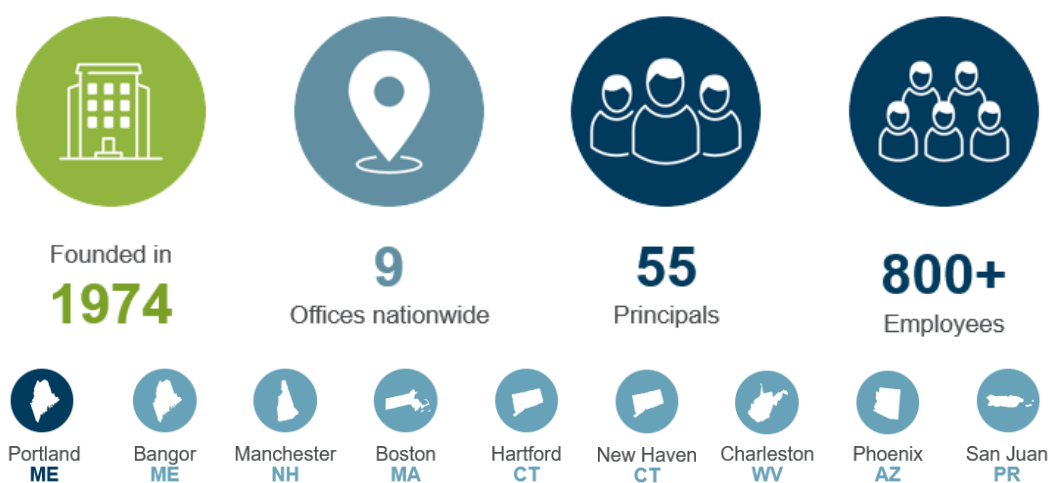 Founded in
1974
9
Offices nationwide
55
Principals
800+
Employees
Portland
ME
Bangor
ME
Manchester
NH
Boston
MA
Hartford
CT
New Haven
CT
Charleston
WV
Phoenix
AZ
San Juan
PR